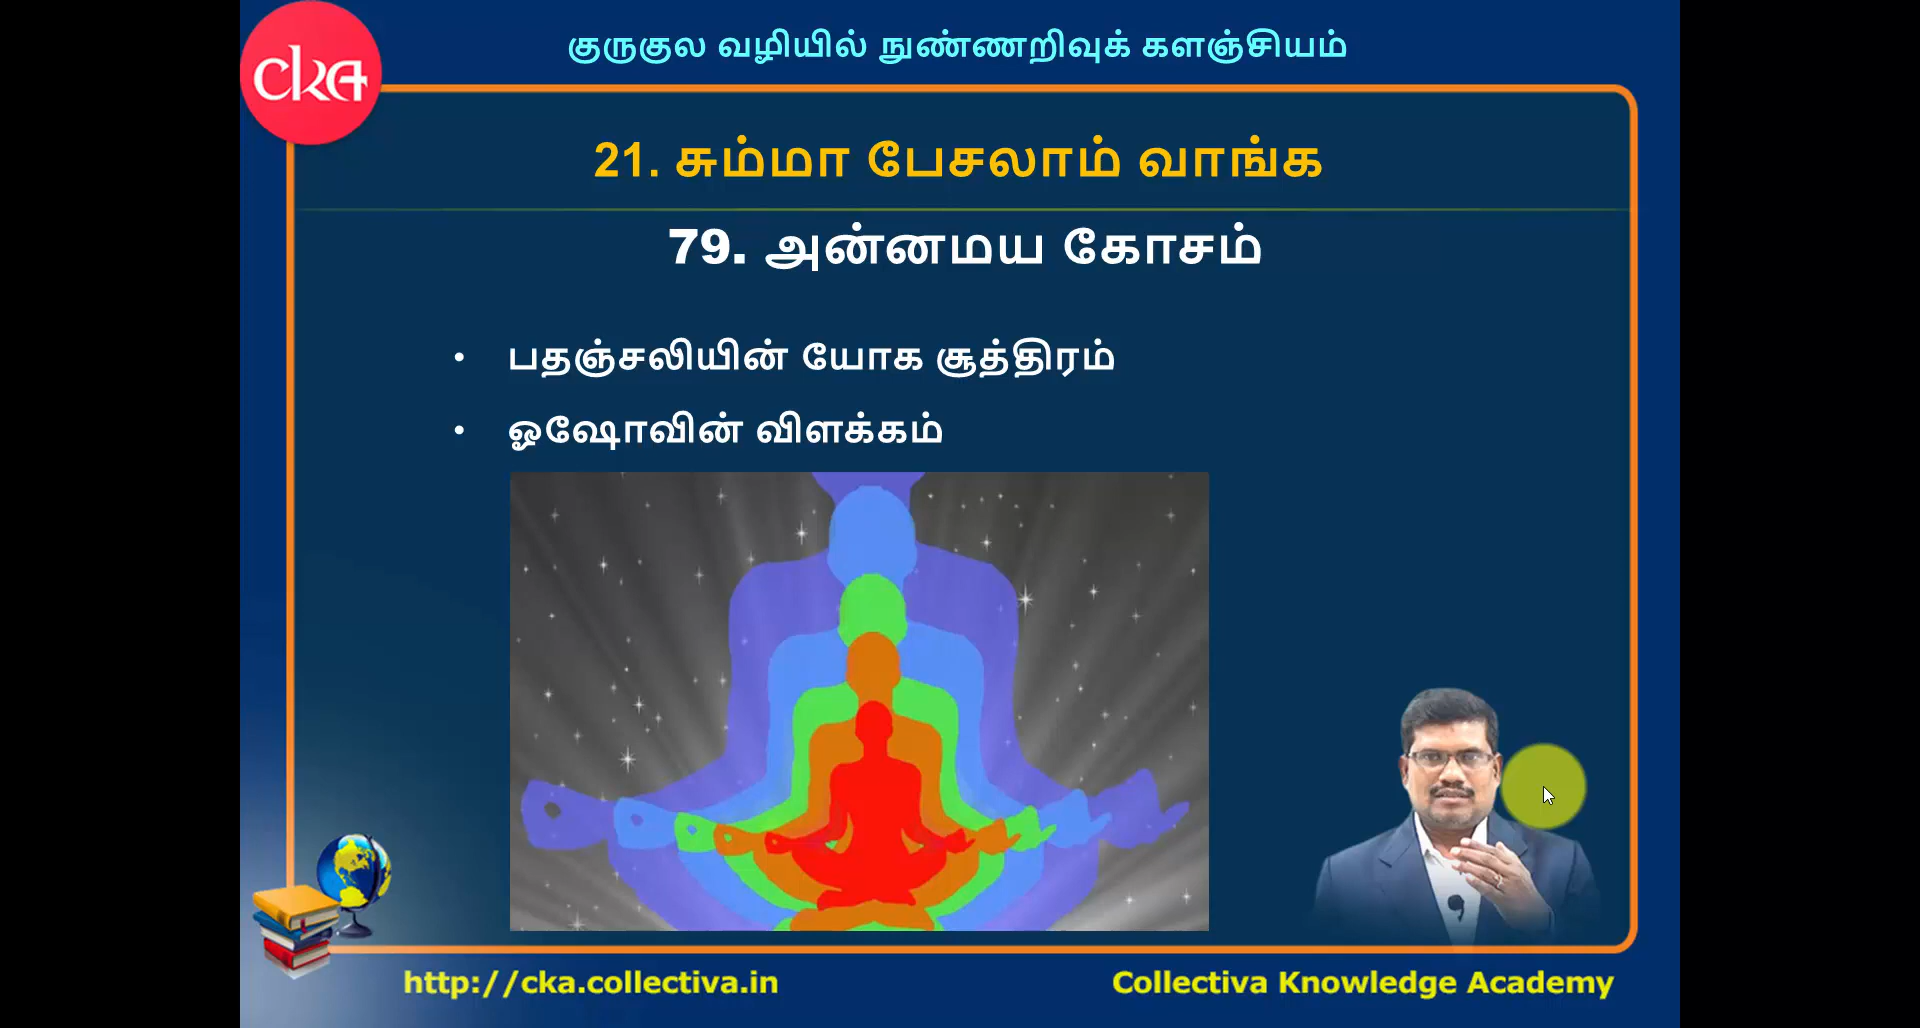 cka
குருகுல வழியில் நுண்ணறிவுக் களஞ்சியம்
21. சும்மா பேசலாம் வாங்க
79. அன்னமய கோசம்
• பதஞ்சலியின் யோக சூத்திரம்
• ஓஷோவின் விளக்கம்
http://cka.collectiva.in
Collectiva Knowledge Academy